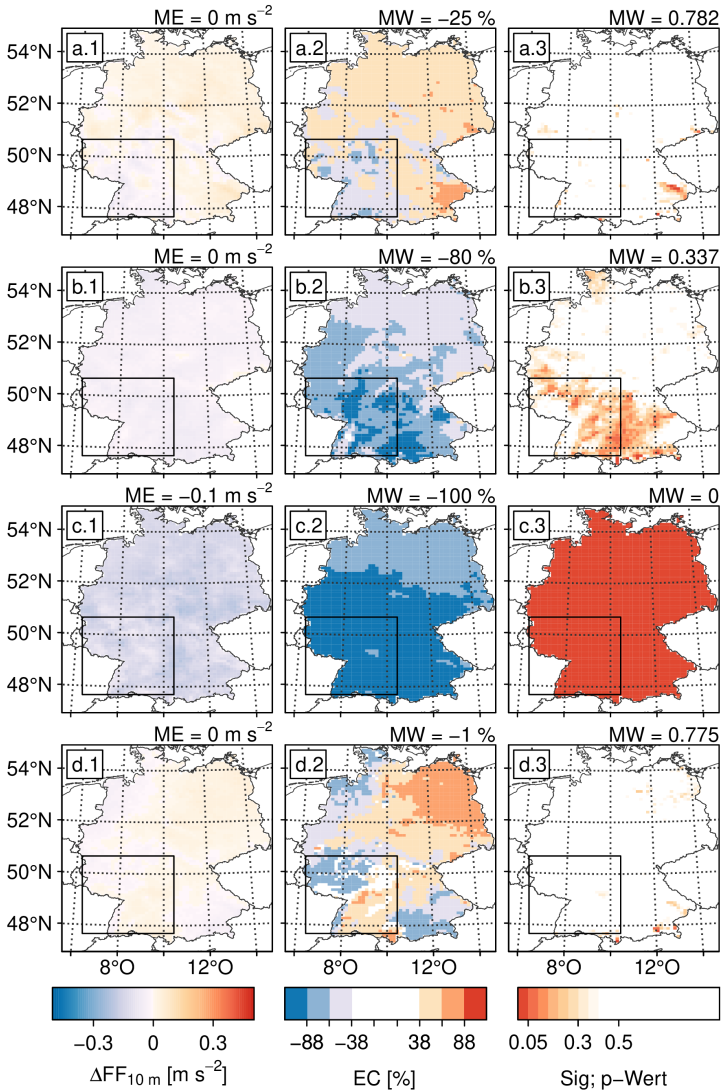 ME = 0 m s⁻² MW = −25 % MW = 0.782
a.1 a.2 a.3
54°N
52°N
50°N
48°N
ME = 0 m s⁻² MW = −80 % MW = 0.337
b.1 b.2 b.3
54°N
52°N
50°N
48°N
ME = −0.1 m s⁻² MW = −100 % MW = 0
c.1 c.2 c.3
54°N
52°N
50°N
48°N
ME = 0 m s⁻² MW = −1 % MW = 0.775
d.1 d.2 d.3
54°N
52°N
50°N
48°N
8°O 12°O 8°O 12°O 8°O 12°O
−0.3 0 0.3 −88 −38 38 88 0.05 0.3 0.5
ΔFF₁₀ ₘ [m s⁻²] EC [%] Sig; p−Wert